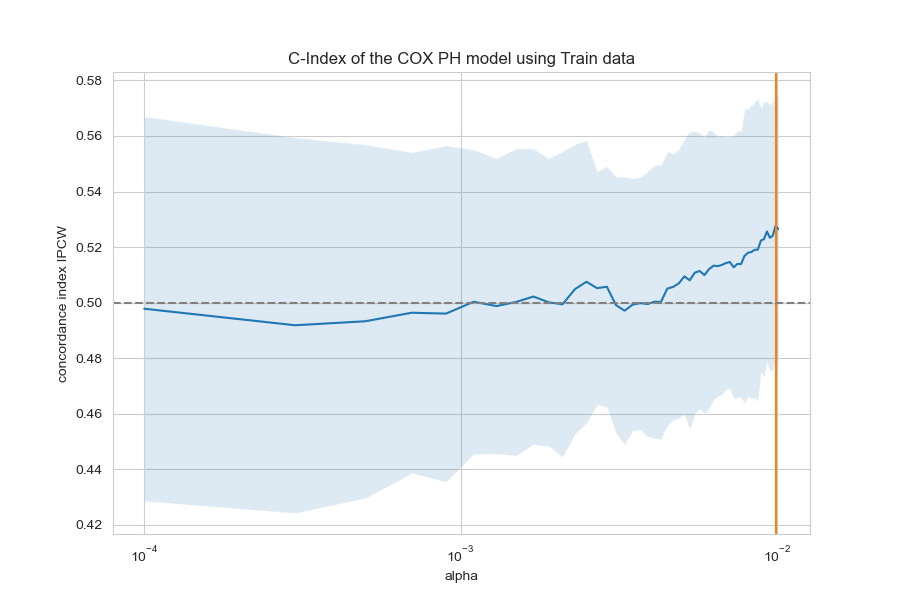 C-Index of the COX PH model using Train data
concordance index IPCW
0.58
0.56
0.54
0.52
0.50
0.48
0.46
0.44
0.42
10⁻⁴ 10⁻³ 10⁻²
alpha